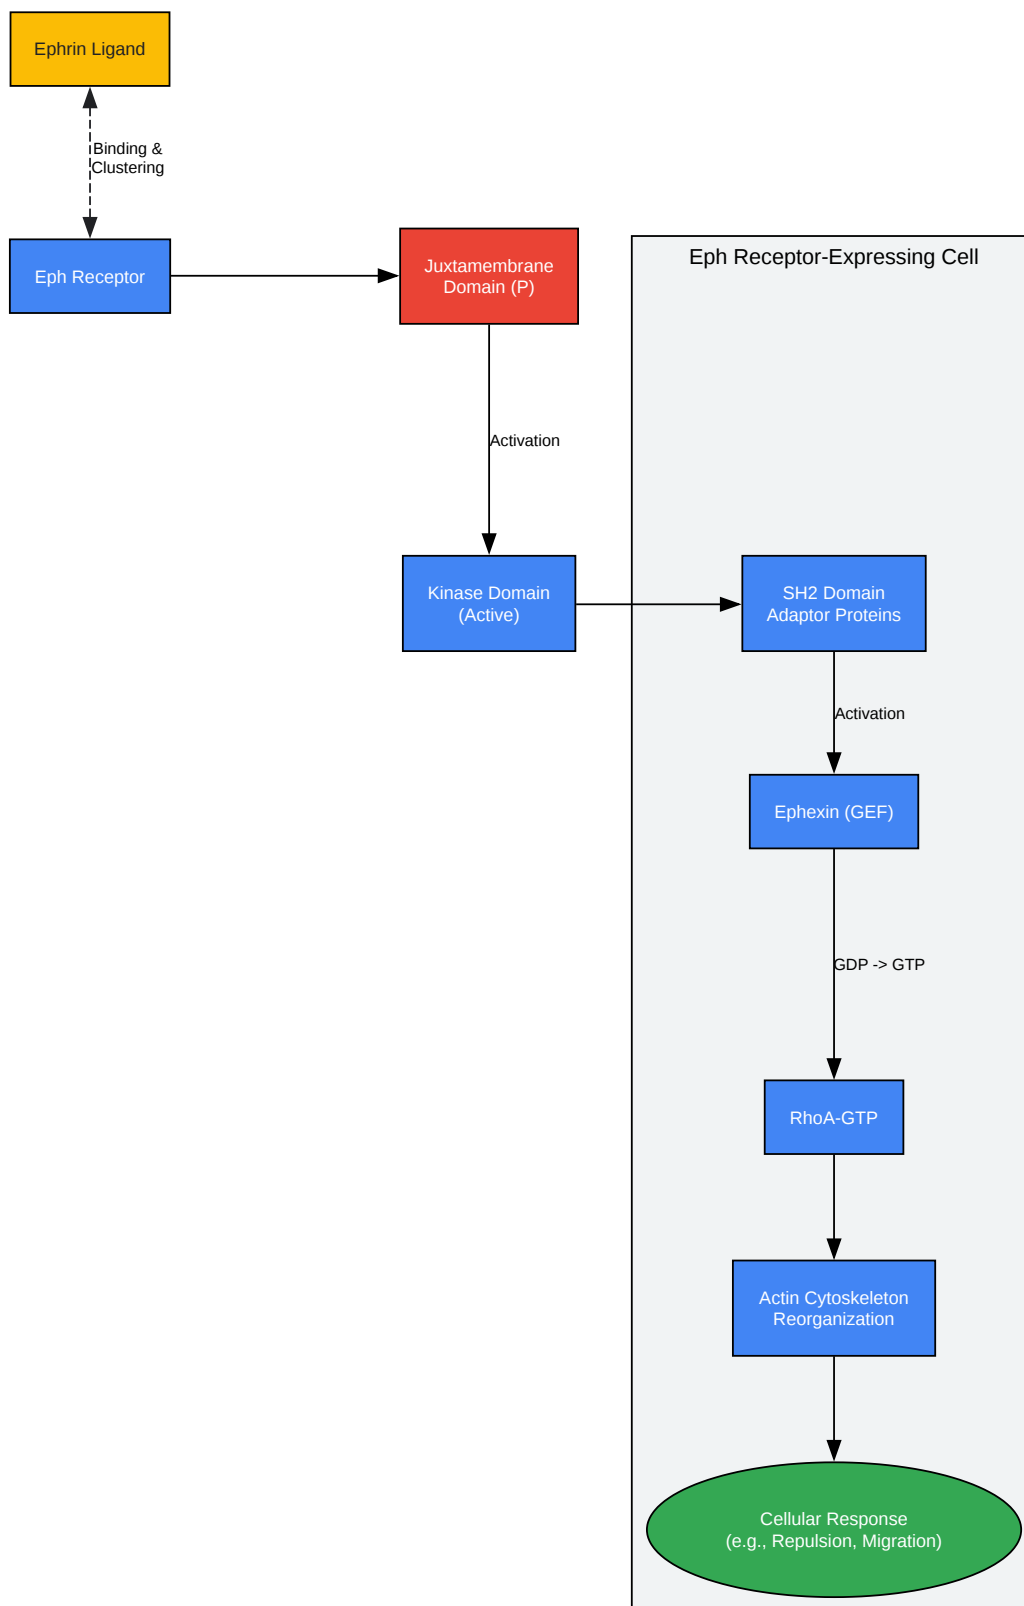 Ephrin Ligand
Binding &
Clustering
Eph Receptor
Juxtamembrane
Domain (P)
Eph Receptor-Expressing Cell
Activation
Kinase Domain
(Active)
SH2 Domain
Adaptor Proteins
Activation
Ephexin (GEF)
GDP -> GTP
RhoA-GTP
Actin Cytoskeleton
Reorganization
Cellular Response
(e.g., Repulsion, Migration)